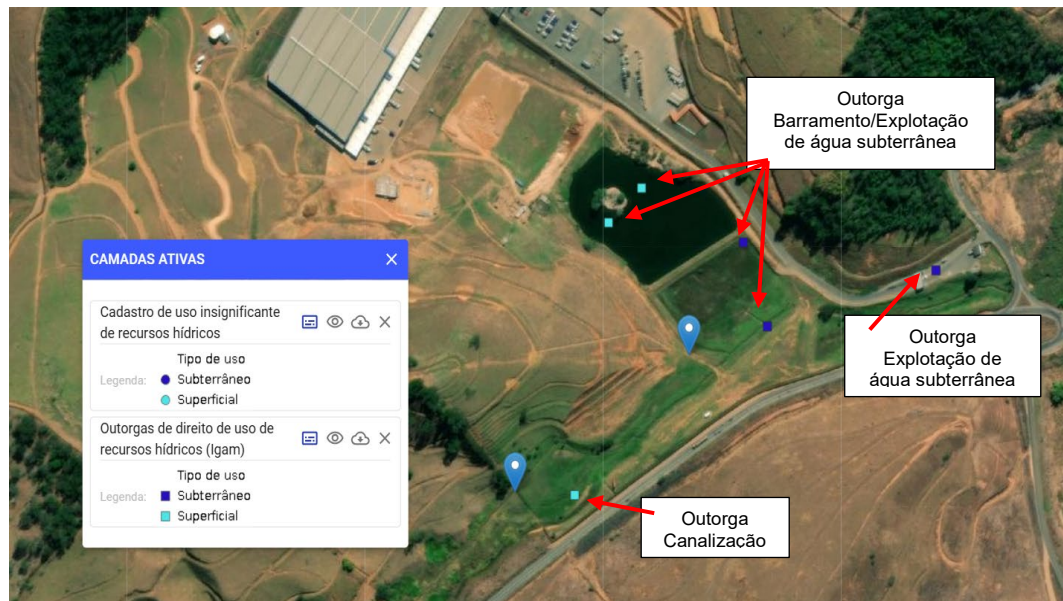 Outorga
Barramento/Explotação
de água subterrânea
CAMADAS ATIVAS
Cadastro de uso insignificante
de recursos hídricos
Tipo de uso
Legenda:
Subterrâneo
Superficial
Outorgas de direito de uso de
recursos hídricos (Igam)
Tipo de uso
Legenda:
Subterrâneo
Superficial
Outorga
Explotação de
água subterrânea
Outorga
Canalização